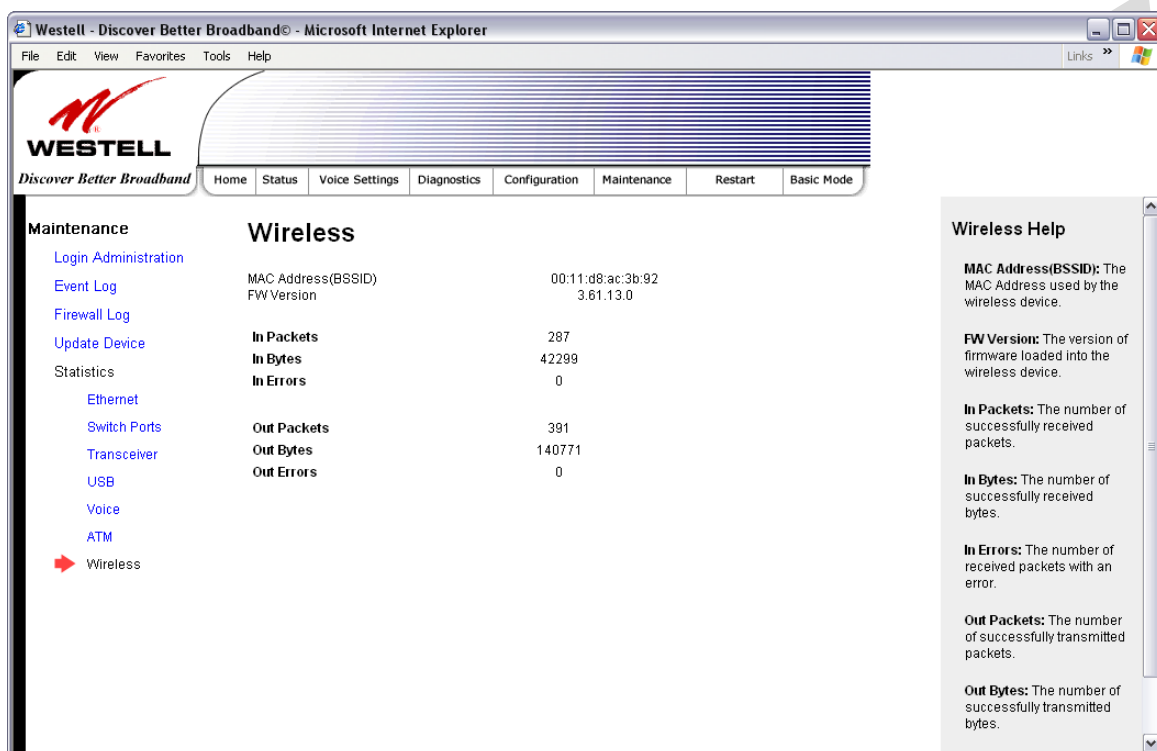 Westell - Discover Better Broadband© - Microsoft Internet Explorer
File Edit View Favorites Tools Help Links »
WESTELL
®
Discover Better Broadband
Home Status Voice Settings Diagnostics Configuration Maintenance Restart Basic Mode
Maintenance
Login Administration
Event Log
Firewall Log
Update Device
Statistics
Ethernet
Switch Ports
Transceiver
USB
Voice
ATM
Wireless
Wireless
MAC Address(BSSID) 00:11:d8:ac:3b:92
FW Version 3.61.13.0
In Packets 287
In Bytes 42299
In Errors 0
Out Packets 391
Out Bytes 140771
Out Errors 0
Wireless Help
MAC Address(BSSID): The
MAC Address used by the
wireless device.
FW Version: The version of
firmware loaded into the
wireless device.
In Packets: The number of
successfully received
packets.
In Bytes: The number of
successfully received
bytes.
In Errors: The number of
received packets with an
error.
Out Packets: The number
of successfully transmitted
packets.
Out Bytes: The number of
successfully transmitted
bytes.